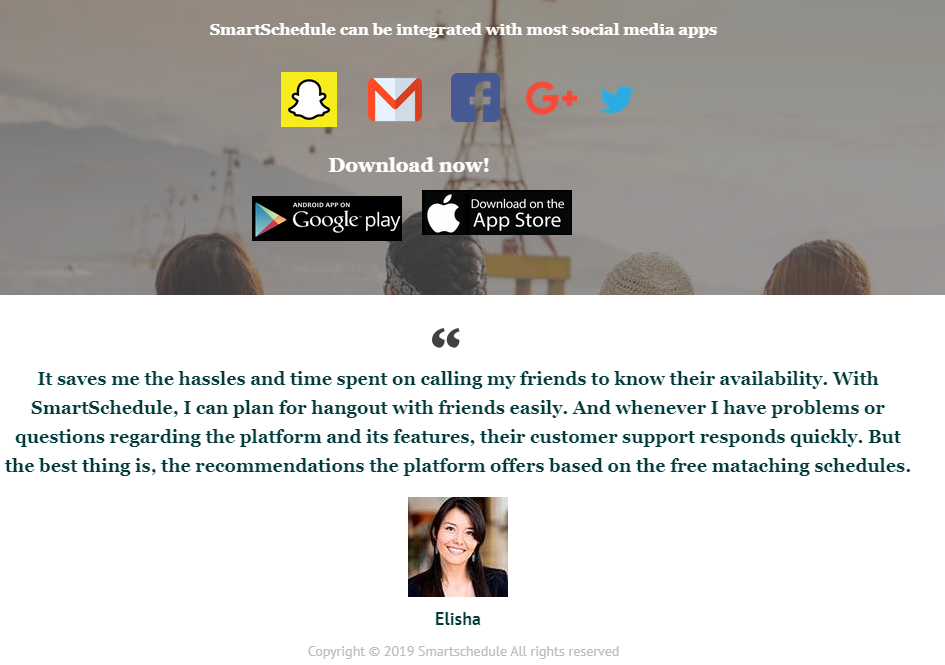 SmartSchedule can be integrated with most social media apps
G+
Download now!
ANDROID APP ON
Google play
Download on the
App Store
“
It saves me the hassles and time spent on calling my friends to know their availability. With
SmartSchedule, I can plan for hangout with friends easily. And whenever I have problems or
questions regarding the platform and its features, their customer support responds quickly. But
the best thing is, the recommendations the platform offers based on the free mataching schedules.
Elisha
Copyright © 2019 Smartschedule All rights reserved